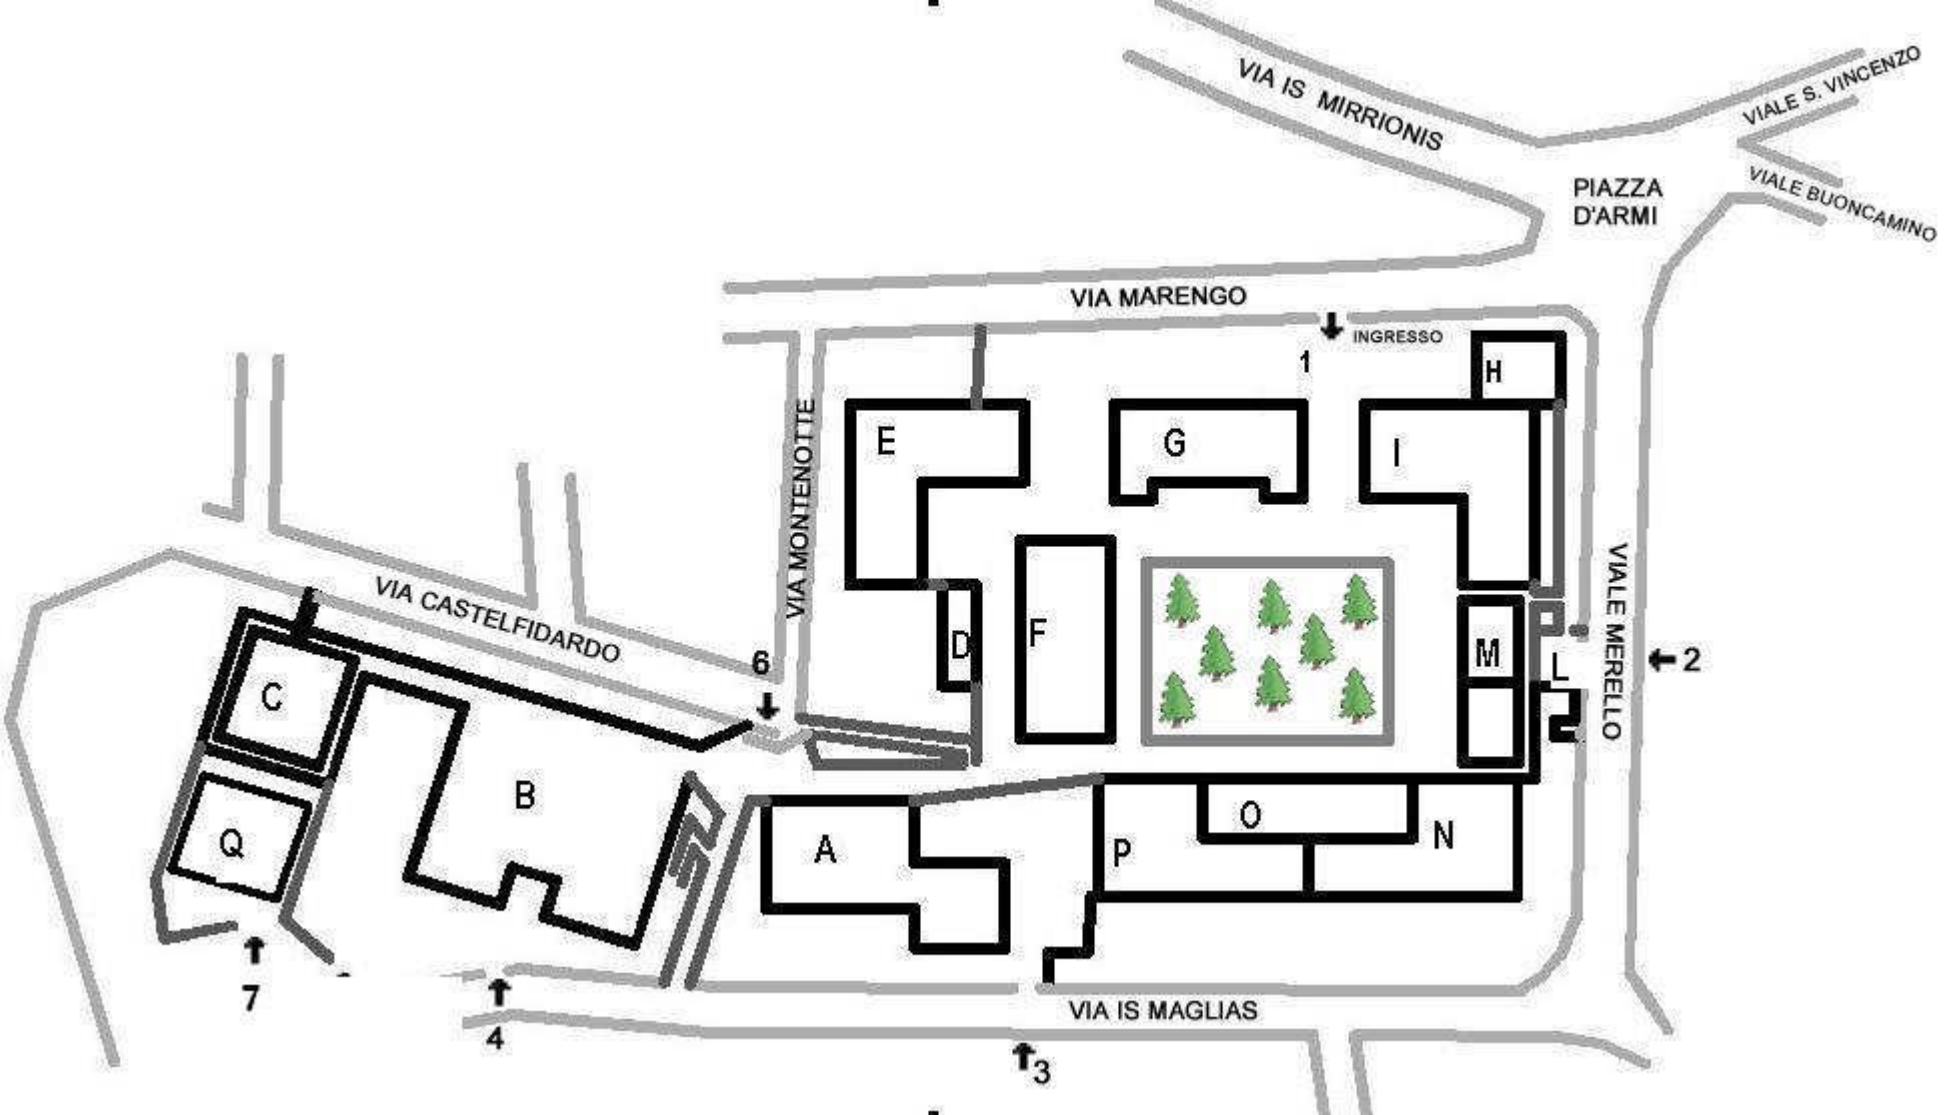 VIA IS MIRRIONIS
VIALE S. VINCENZO
VIALE BUONCAMINO
PIAZZA
D'ARMI
VIA MARENGO
INGRESSO
1
H
E
G
I
VIA MONTENOTTE
VIA CASTELFIDARDO
6
D
F
M
L
VIALE MERELLO
2
C
B
Q
A
P
O
N
7
4
VIA IS MAGLIAS
3